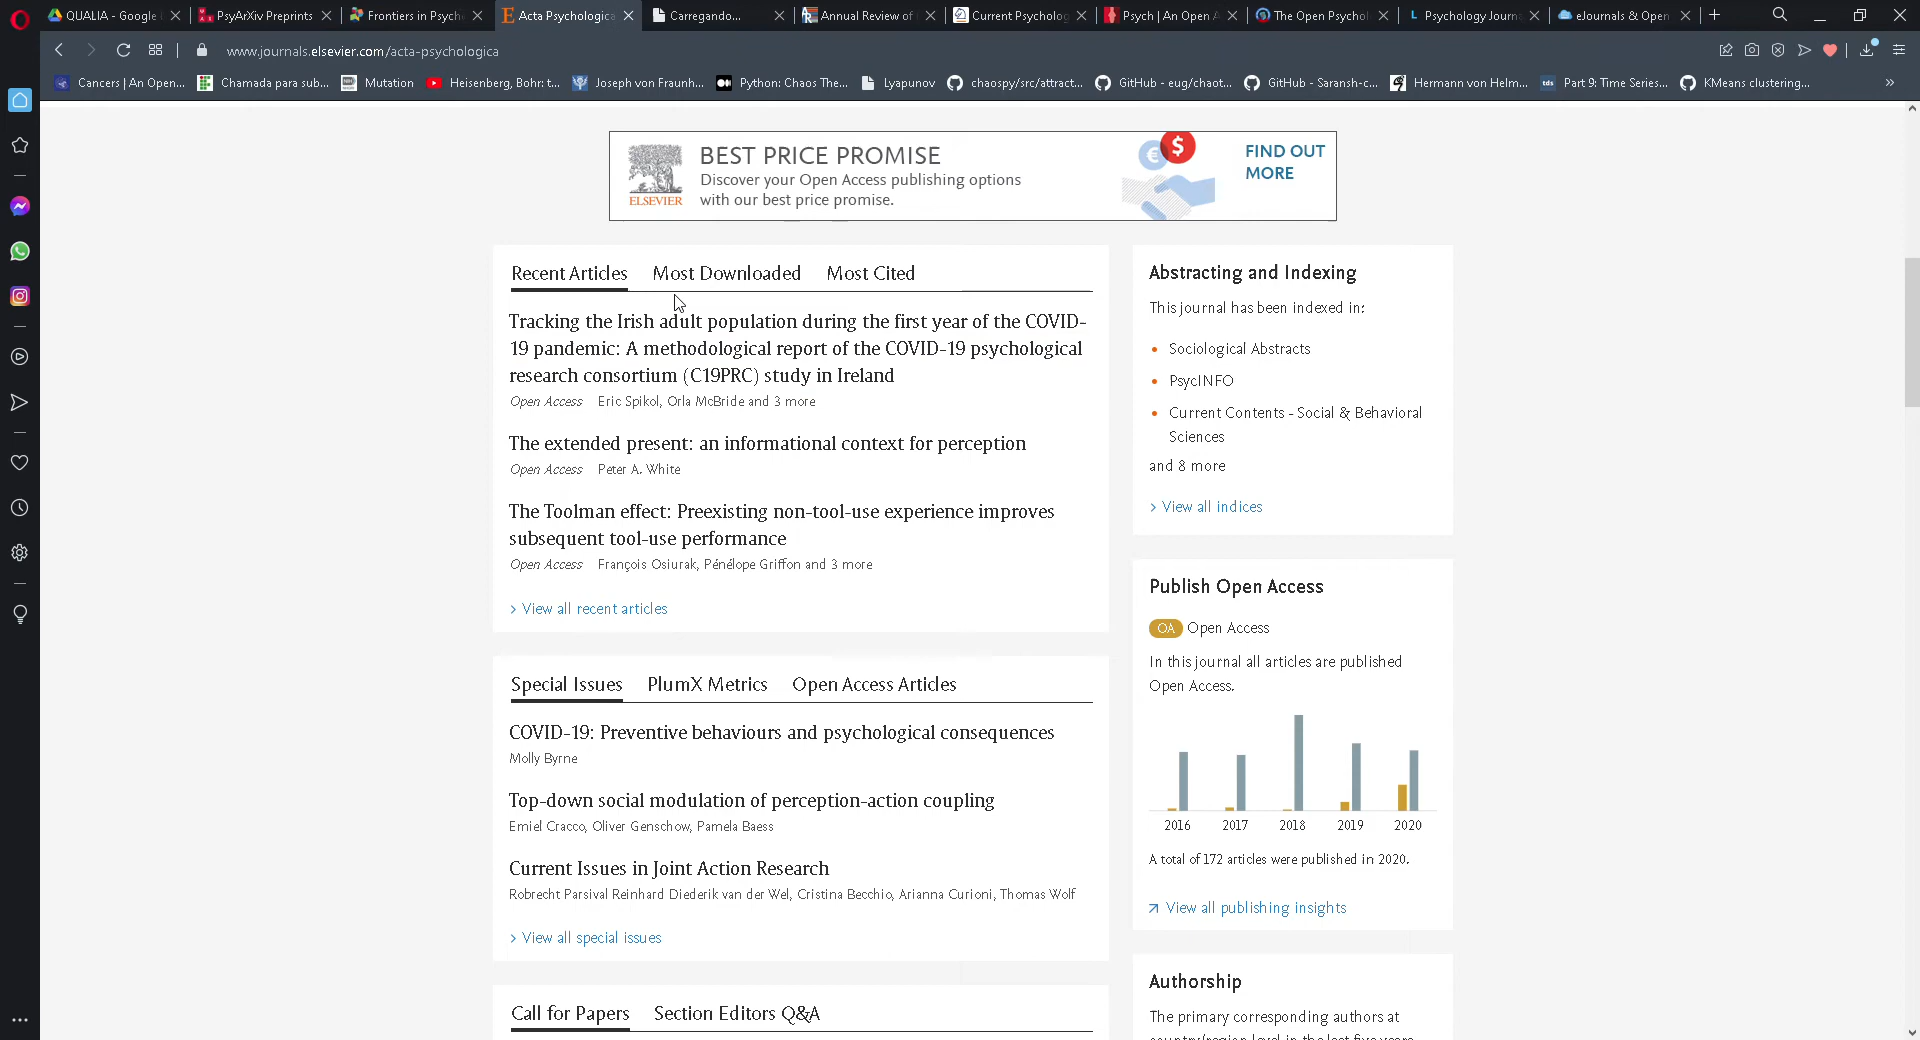 QUALIA - Google
PsyArXiv Preprints
Frontiers in Psych
Acta Psychologica
Carregando...
Annual Review of
Current Psycholog
Psych | An Open A
The Open Psychol
Psychology Journa
eJournals & Open
www.journals.elsevier.com/acta-psychologica
Cancers | An Open...
Chamada para sub...
Mutation
Heisenberg, Bohr: t...
Joseph von Fraunh...
Python: Chaos The...
Lyapunov
chaospy/src/attract...
GitHub - eug/chaot...
GitHub - Saransh-c...
Hermann von Helm...
tds
Part 9: Time Series...
KMeans clustering...
ELSEVIER
BEST PRICE PROMISE
Discover your Open Access publishing options
with our best price promise.
€ $
FIND OUT
MORE
Recent Articles Most Downloaded Most Cited
Tracking the Irish adult population during the first year of the COVID-
19 pandemic: A methodological report of the COVID-19 psychological
research consortium (C19PRC) study in Ireland
Open Access Eric Spikol, Orla McBride and 3 more
The extended present: an informational context for perception
Open Access Peter A. White
The Toolman effect: Preexisting non-tool-use experience improves
subsequent tool-use performance
Open Access François Osiurak, Pénélope Griffon and 3 more
> View all recent articles
Special Issues PlumX Metrics Open Access Articles
COVID-19: Preventive behaviours and psychological consequences
Molly Byrne
Top-down social modulation of perception-action coupling
Emiel Cracco, Oliver Genschow, Pamela Baess
Current Issues in Joint Action Research
Robrecht Parsival Reinhard Diederik van der Wel, Cristina Becchio, Arianna Curioni, Thomas Wolf
> View all special issues
Call for Papers Section Editors Q&A
Abstracting and Indexing
This journal has been indexed in:
• Sociological Abstracts
• PsycINFO
• Current Contents - Social & Behavioral
Sciences
and 8 more
> View all indices
Publish Open Access
OA Open Access
In this journal all articles are published
Open Access.
2016 2017 2018 2019 2020
A total of 172 articles were published in 2020.
View all publishing insights
Authorship
The primary corresponding authors at
country/region level in the last five years